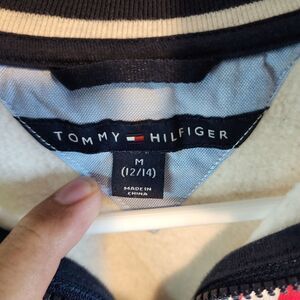 TOMMY HILFIGER
M
(12/14)
MADE IN
CHINA